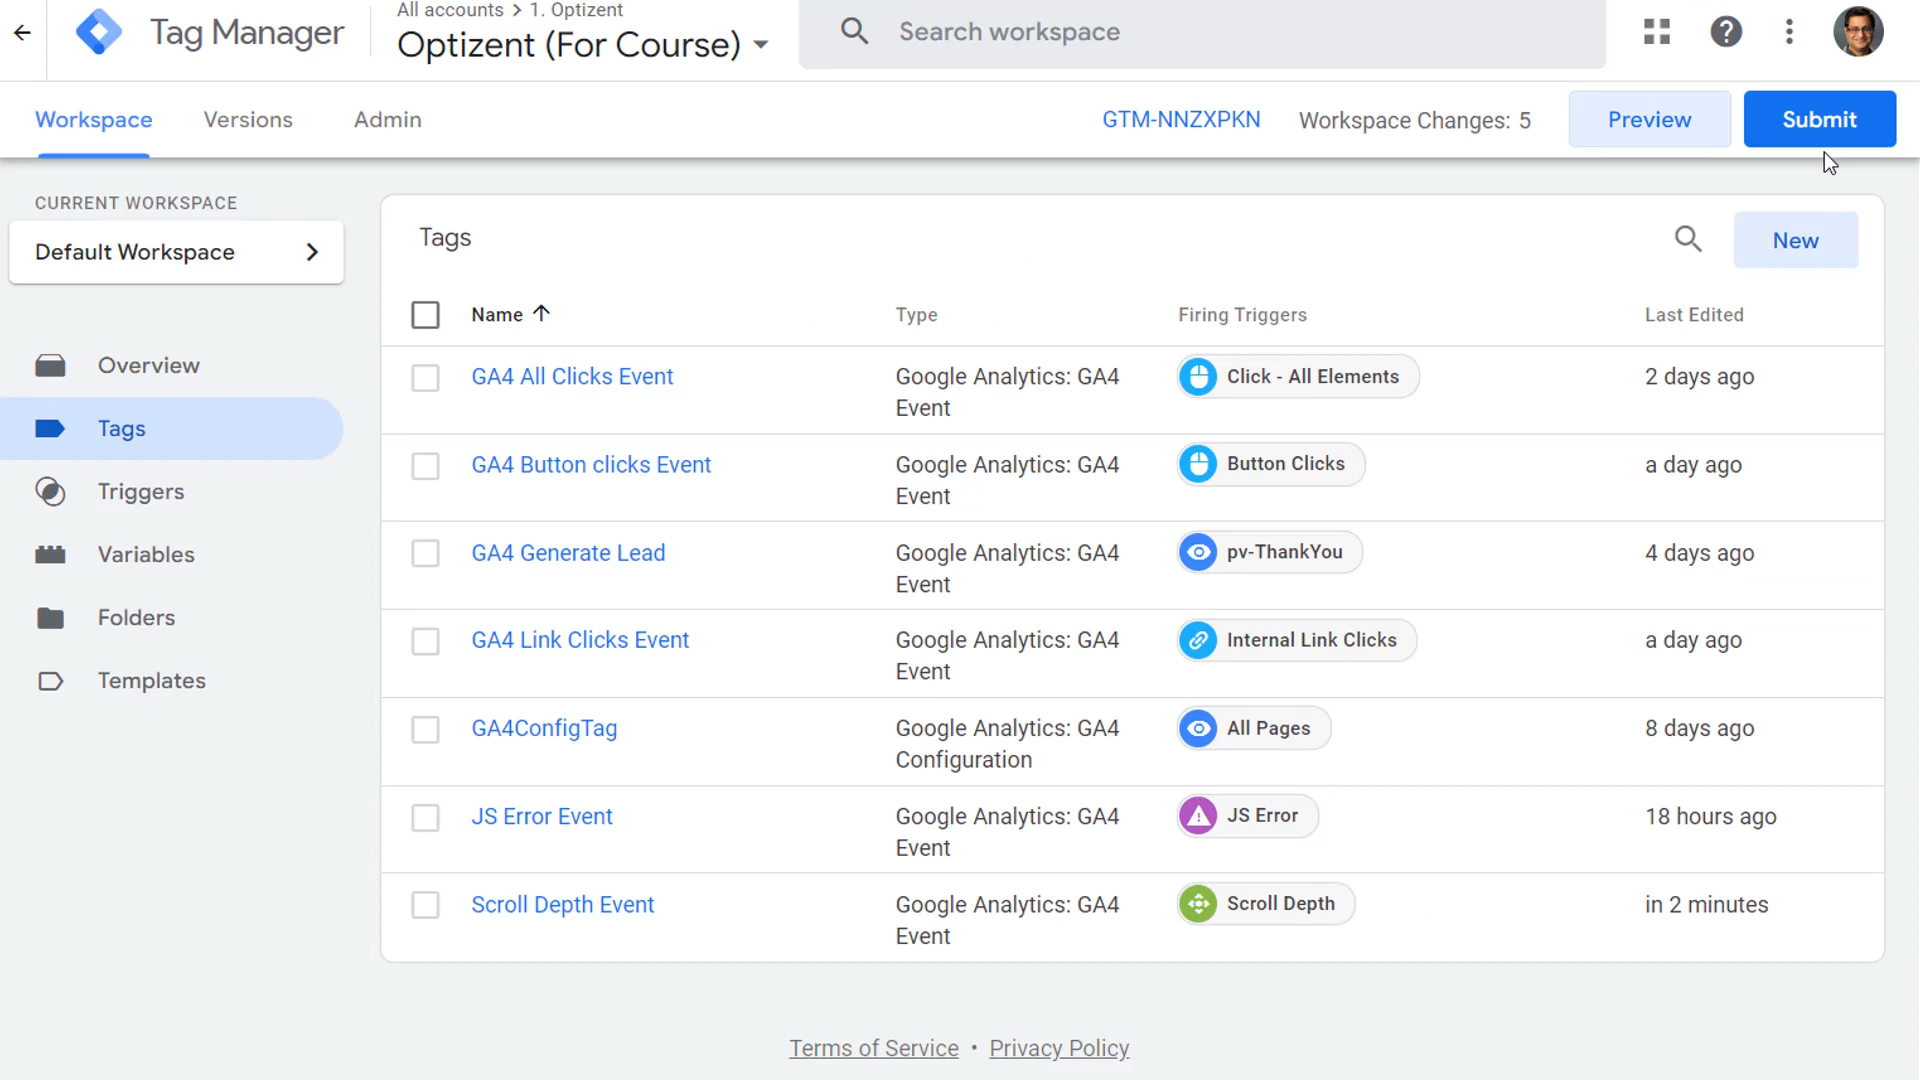 Tag Manager
All accounts > 1. Optizent
Optizent (For Course)
Search workspace
Workspace
Versions
Admin
GTM-NNZXPKN
Workspace Changes: 5
Preview
Submit
CURRENT WORKSPACE
Default Workspace
Overview
Tags
Triggers
Variables
Folders
Templates
Tags
New
Name
Type
Firing Triggers
Last Edited
GA4 All Clicks Event
Google Analytics: GA4
Event
Click - All Elements
2 days ago
GA4 Button clicks Event
Google Analytics: GA4
Event
Button Clicks
a day ago
GA4 Generate Lead
Google Analytics: GA4
Event
pv-ThankYou
4 days ago
GA4 Link Clicks Event
Google Analytics: GA4
Event
Internal Link Clicks
a day ago
GA4ConfigTag
Google Analytics: GA4
Configuration
All Pages
8 days ago
JS Error Event
Google Analytics: GA4
Event
JS Error
18 hours ago
Scroll Depth Event
Google Analytics: GA4
Event
Scroll Depth
in 2 minutes
Terms of Service • Privacy Policy